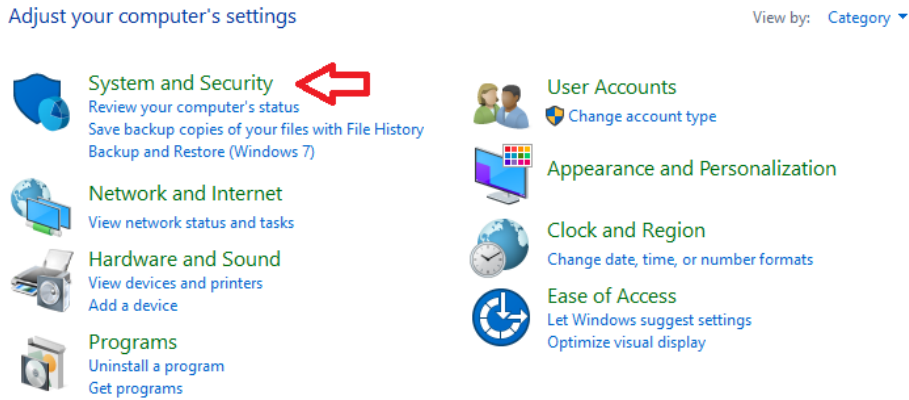 Adjust your computer's settings
View by: Category
System and Security
Review your computer's status
Save backup copies of your files with File History
Backup and Restore (Windows 7)
Network and Internet
View network status and tasks
Hardware and Sound
View devices and printers
Add a device
Programs
Uninstall a program
Get programs
User Accounts
Change account type
Appearance and Personalization
Clock and Region
Change date, time, or number formats
Ease of Access
Let Windows suggest settings
Optimize visual display